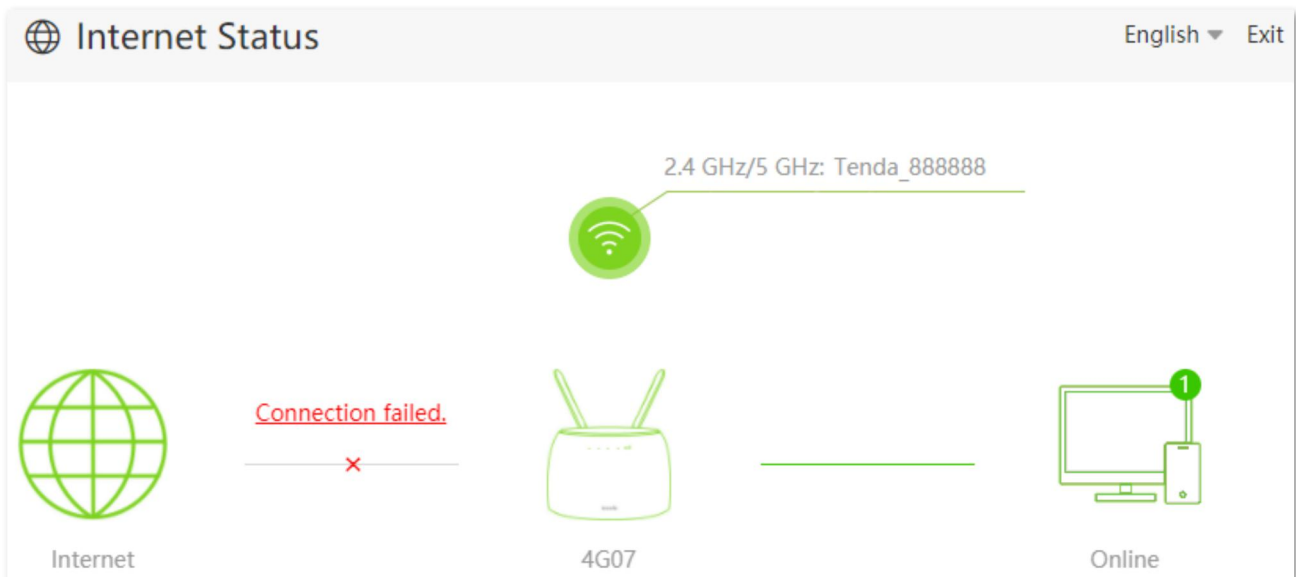 Internet Status
English
Exit
2.4 GHz/5 GHz: Tenda_888888
1
Connection failed.
Internet
4G07
Online